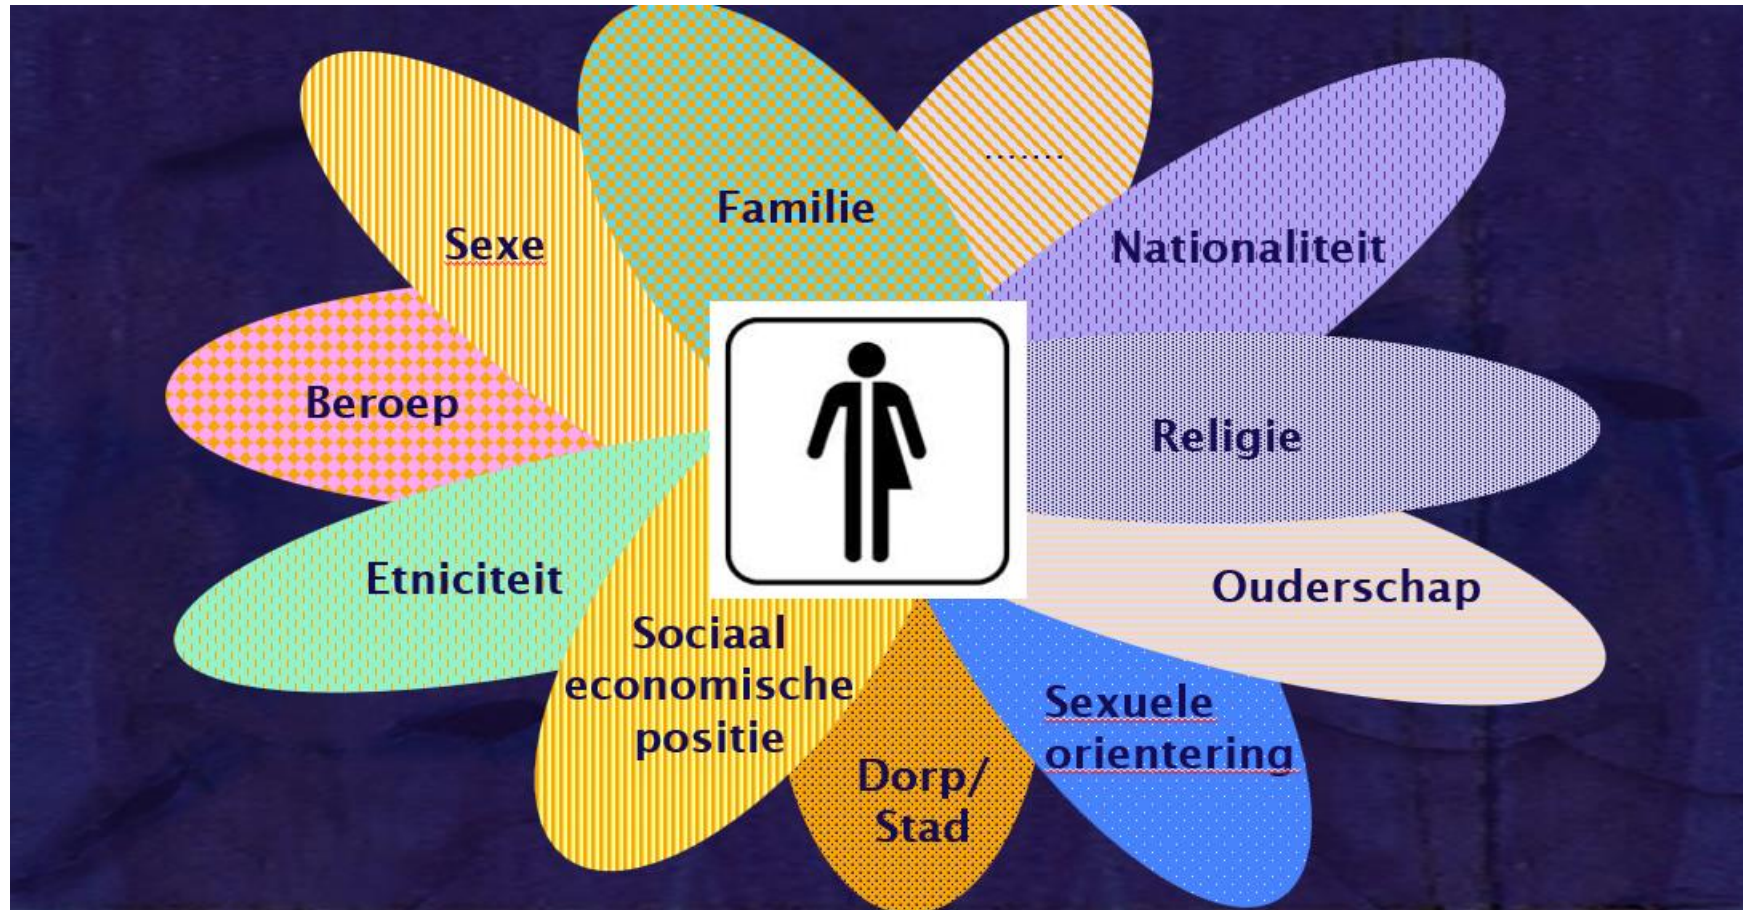 Familie
.......
Sexe
Nationaliteit
Beroep
Religie
Etniciteit
Ouderschap
Sociaal
economische
positie
Sexuele
orientering
Dorp/
Stad